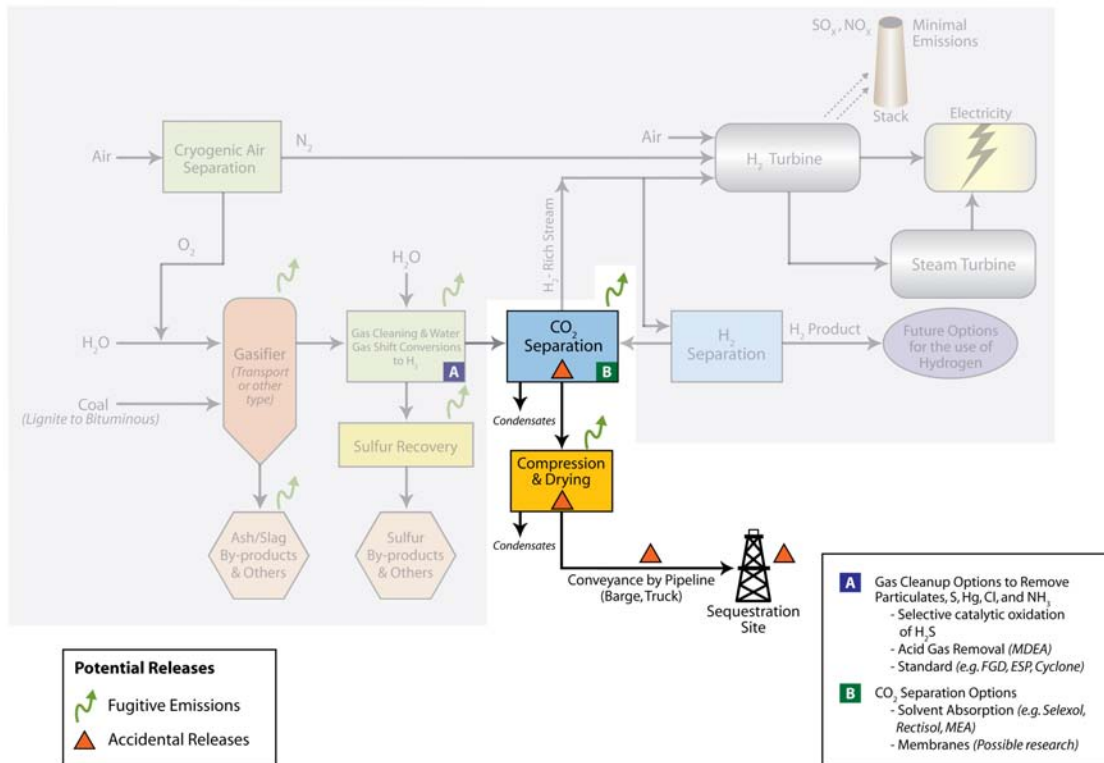 SOₓ, NOₓ
Minimal
Emissions
Stack
Electricity
Air
Cryogenic Air
Separation
N₂
Air
H₂ Turbine
O₂
H₂-Rich Stream
H₂O
Steam Turbine
H₂O
Gasifier
(Transport
or other
type)
Gas Cleaning & Water
Gas Shift Conversions
to H₂
A
CO₂
Separation
B
H₂
Separation
H₂ Product
Future Options
for the use of
Hydrogen
Coal
(Lignite to Bituminous)
Condensates
Sulfur Recovery
Compression
& Drying
Ash/Slag
By-products
& Others
Sulfur
By-products
& Others
Condensates
Conveyance by Pipeline
(Barge, Truck)
Sequestration
Site
Potential Releases
Fugitive Emissions
Accidental Releases
A Gas Cleanup Options to Remove
Particulates, S, Hg, Cl, and NH₃
- Selective catalytic oxidation
of H₂S
- Acid Gas Removal (MDEA)
- Standard (e.g. FGD, ESP, Cyclone)
B CO₂ Separation Options
- Solvent Absorption (e.g. Selexol,
Rectisol, MEA)
- Membranes (Possible research)